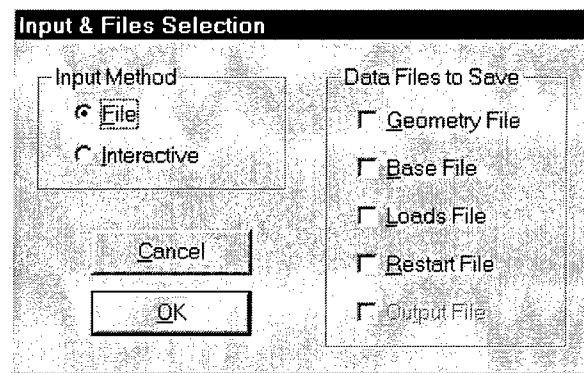 Input & Files Selection
Input Method
File
Interactive
Cancel
OK
Data Files to Save
Geometry File
Base File
Loads File
Restart File
Output File